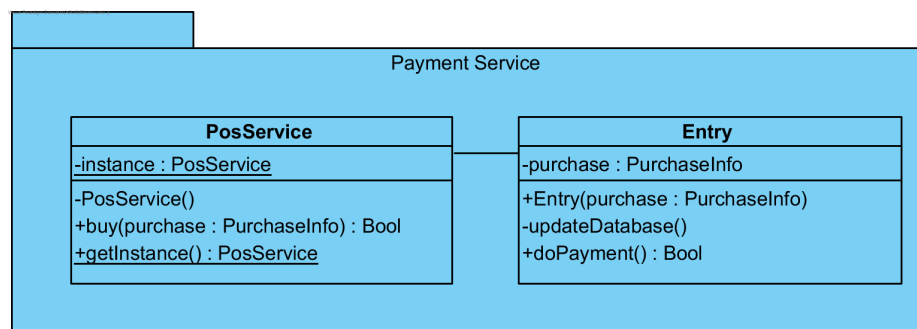 Payment Service
PosService
-instance : PosService
-PosService()
+buy(purchase : PurchaseInfo) : Bool
+getInstance() : PosService
Entry
-purchase : PurchaseInfo
+Entry(purchase : PurchaseInfo)
-updateDatabase()
+doPayment() : Bool